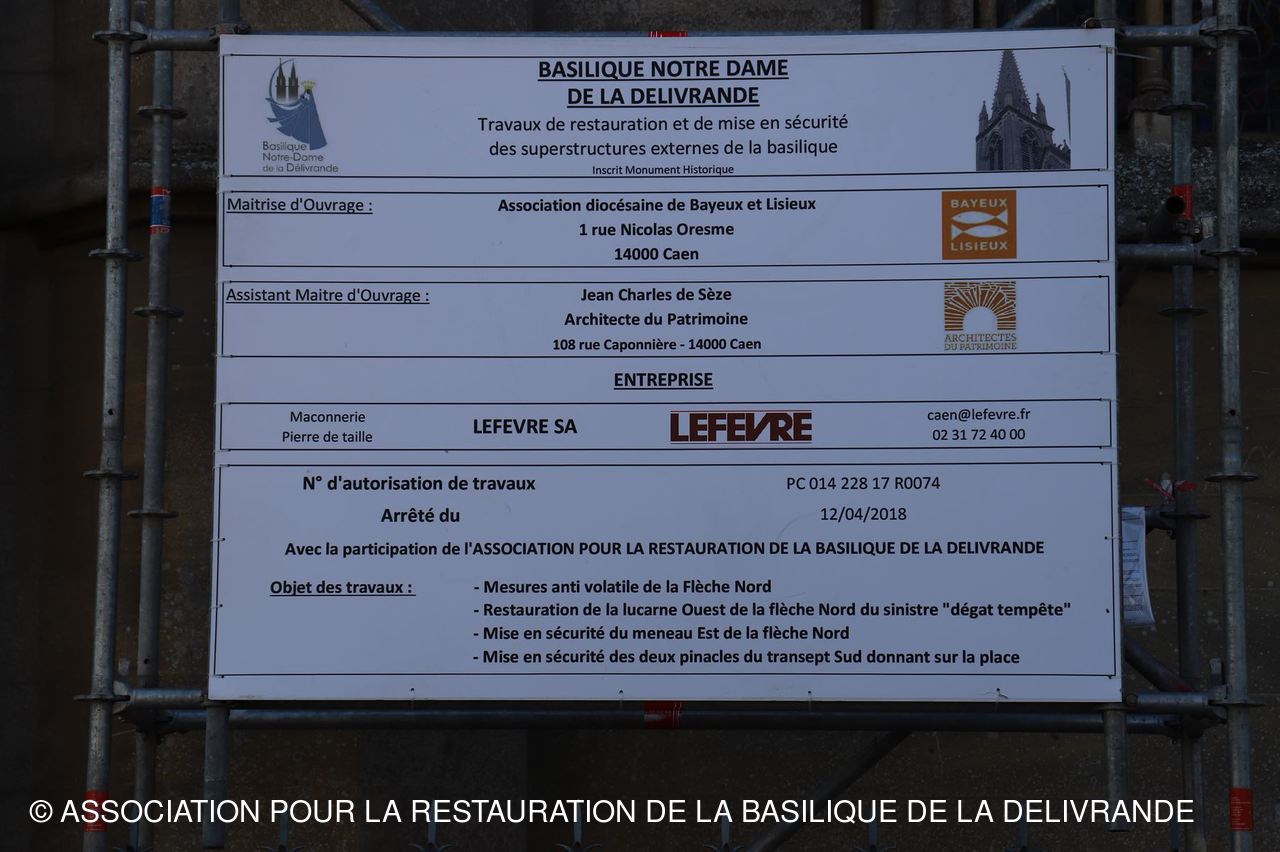 BASILIQUE NOTRE DAME
DE LA DELIVRANDE
Travaux de restauration et de mise en sécurité
des superstructures externes de la basilique
Inscrit Monument Historique
Basilique
Notre-Dame
de la Délivrande
Maitrise d'Ouvrage :
Association diocésaine de Bayeux et Lisieux
1 rue Nicolas Oresme
14000 Caen
BAYEUX
LISIEUX
Assistant Maitre d'Ouvrage :
Jean Charles de Sèze
Architecte du Patrimoine
108 rue Caponnière - 14000 Caen
ARCHITECTES
DU PATRIMOINE
ENTREPRISE
Maconnerie
Pierre de taille
LEFEVRE SA
LEFEVRE
caen@lefevre.fr
02 31 72 40 00
N° d'autorisation de travaux PC 014 228 17 R0074
Arrêté du 12/04/2018
Avec la participation de l'ASSOCIATION POUR LA RESTAURATION DE LA BASILIQUE DE LA DELIVRANDE
Objet des travaux : - Mesures anti volatile de la Flèche Nord
- Restauration de la lucarne Ouest de la flèche Nord du sinistre "dégat tempête"
- Mise en sécurité du meneau Est de la flèche Nord
- Mise en sécurité des deux pinacles du transept Sud donnant sur la place
© ASSOCIATION POUR LA RESTAURATION DE LA BASILIQUE DE LA DELIVRANDE